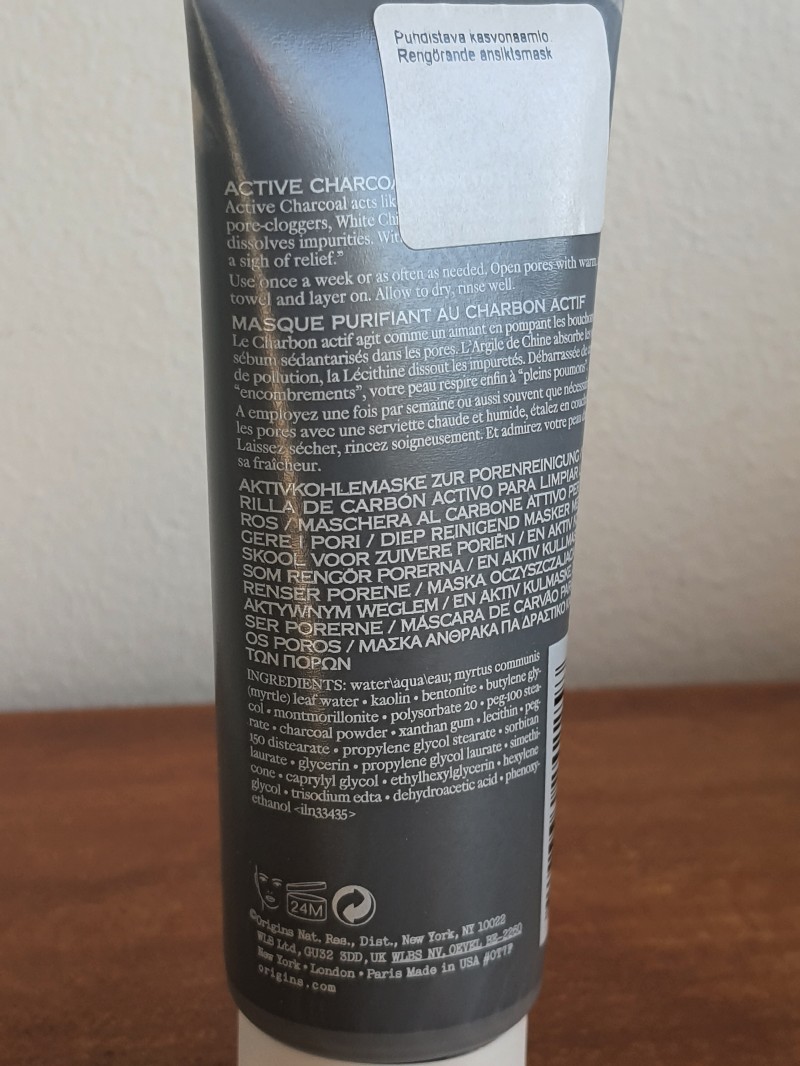 Puhdistava kasvonaamio.
Rengörande ansiktsmask
ACTIVE CHARCOA
Active Charcoal acts lik
pore-cloggers, White Chi
dissolves impurities. Wit
a sigh of relief.”
Use once a week or as often as needed. Open pores with warm,
towel and layer on. Allow to dry, rinse well.
MASQUE PURIFIANT AU CHARBON ACTIF
Le Charbon actif agit comme un aimant en pompant les bouchon
sébum sédantarisés dans les pores. L'Argile de Chine absorbe les
de pollution, la Lécithine dissout les impuretés. Débarrassée de
“encombrements”, votre peau respire enfin à “pleins poumons”.
A employez une fois par semaine ou aussi souvent que nécessai
les pores avec une serviette chaude et humide, étalez en couch
Laissez sécher, rincez soigneusement. Et admirez votre peau d
sa fraîcheur.
AKTIVKOHLEMASKE ZUR PORENREINIGUNG
RILLA DE CARBÓN ACTIVO PARA LIMPIAR
ROS / MASCHERA AL CARBONE ATTIVO PER
GERE I PORI / DIEP REINIGEND MASKER M
SKOOL VOOR ZUIVERE PORIËN / EN AKTIV K
SOM RENGÖR PORERNA / EN AKTIV KULLMA
RENSER PORENE / MASKA OCZYSZCZAJĄC
AKTYWNYM WEGLEM / EN AKTIV KULMASKE
SER PORERNE / MÁSCARA DE CARVÃO PA
OS POROS / ΜΑΣΚΑ ΑΝΘΡΑΚΑ ΓΙΑ ΔΡΑΣΤΙΚΟ Κ
ΤΩΝ ΠΟΡΩΝ
INGREDIENTS: water\aqua\eau; myrtus communis
(myrtle) leaf water • kaolin • bentonite • butylene gly-
col • montmorillonite • polysorbate 20 • peg-100 stea-
rate • charcoal powder • xanthan gum • lecithin • peg-
150 distearate • propylene glycol stearate • sorbitan
laurate • glycerin • propylene glycol laurate • simethi-
cone • caprylyl glycol • ethylhexylglycerin • hexylene
glycol • trisodium edta • dehydroacetic acid • phenoxy-
ethanol <iln33435>
24M
©Origins Nat. Res., Dist., New York, NY 10022
WLB Ltd, GU32 3DD, UK WLBS NV, OEVEL BE-2260
New York • London • Paris Made in USA #OT7P
origins.com